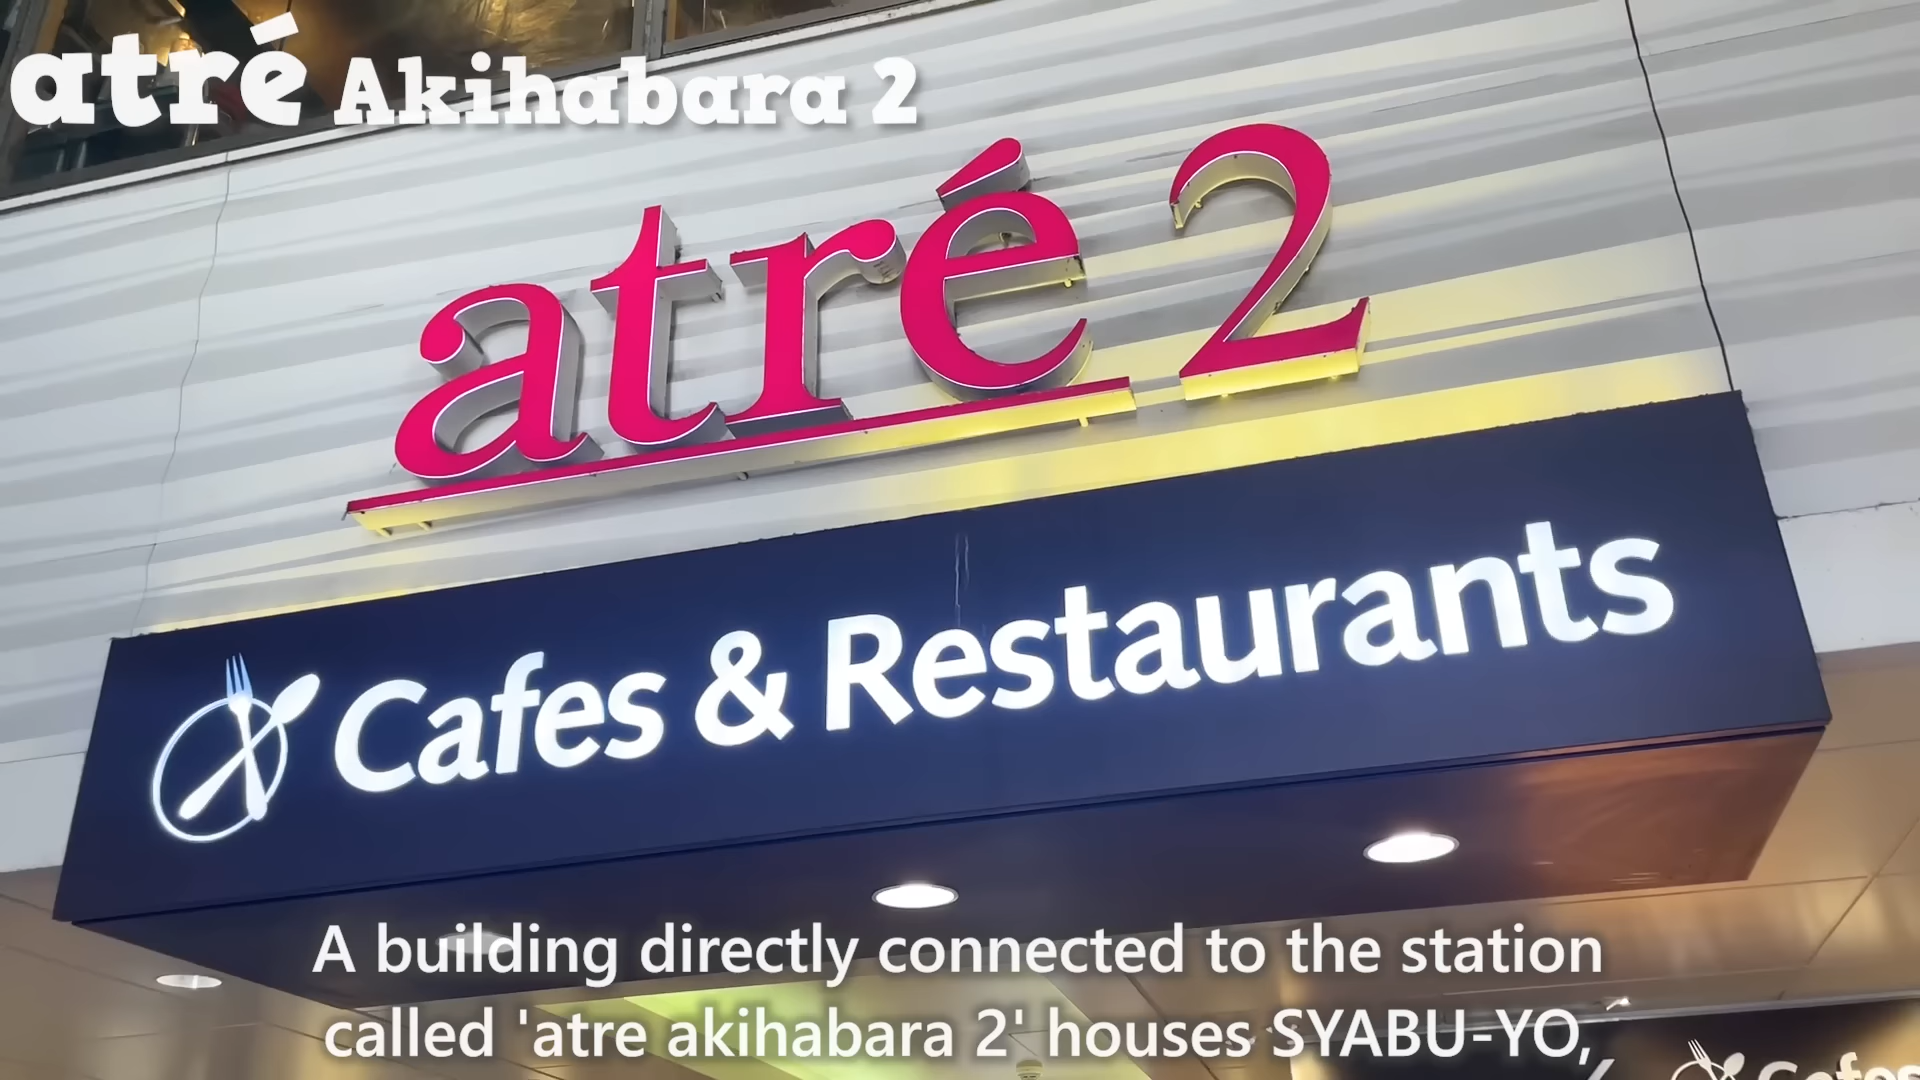 atré Akihabara 2
atré 2
Cafes & Restaurants
A building directly connected to the station
called 'atre akihabara 2' houses SYABU-YO,
Cafes